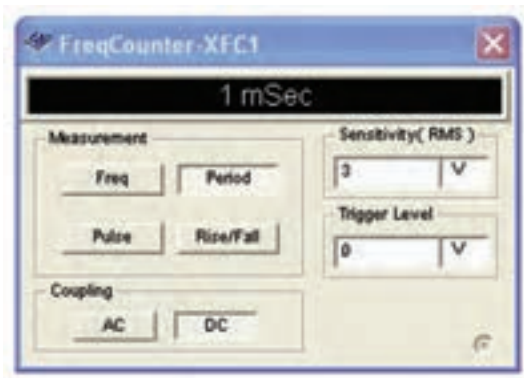 FreqCounter-XFC1
1 mSec
Measurement
Freq
Period
Pulse
Rise/Fall
Coupling
AC
DC
Sensitivity( RMS )
3 V
Trigger Level
0 V